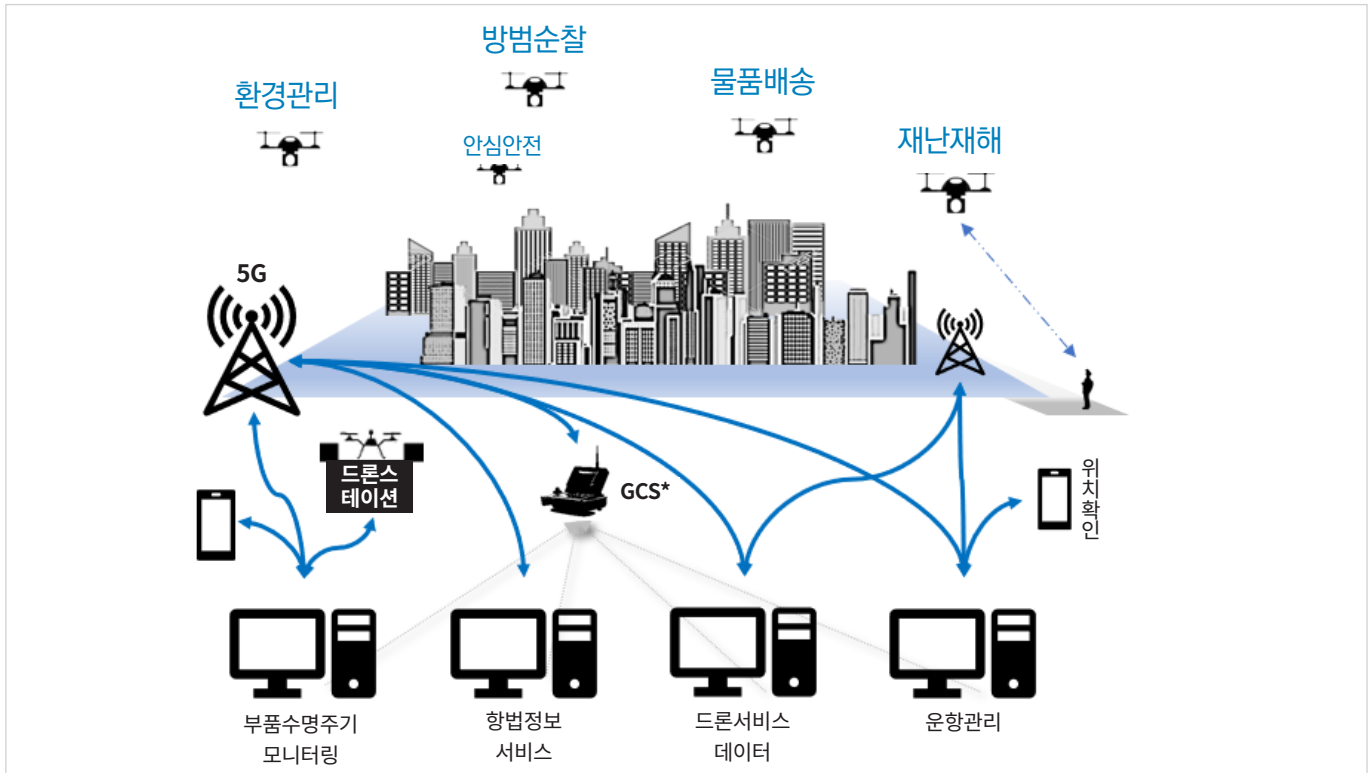 방범순찰
환경관리
물품배송
안심안전
재난재해
5G
드론스
테이션
GCS*
위
치
확
인
부품수명주기
모니터링
항법정보
서비스
드론서비스
데이터
운항관리